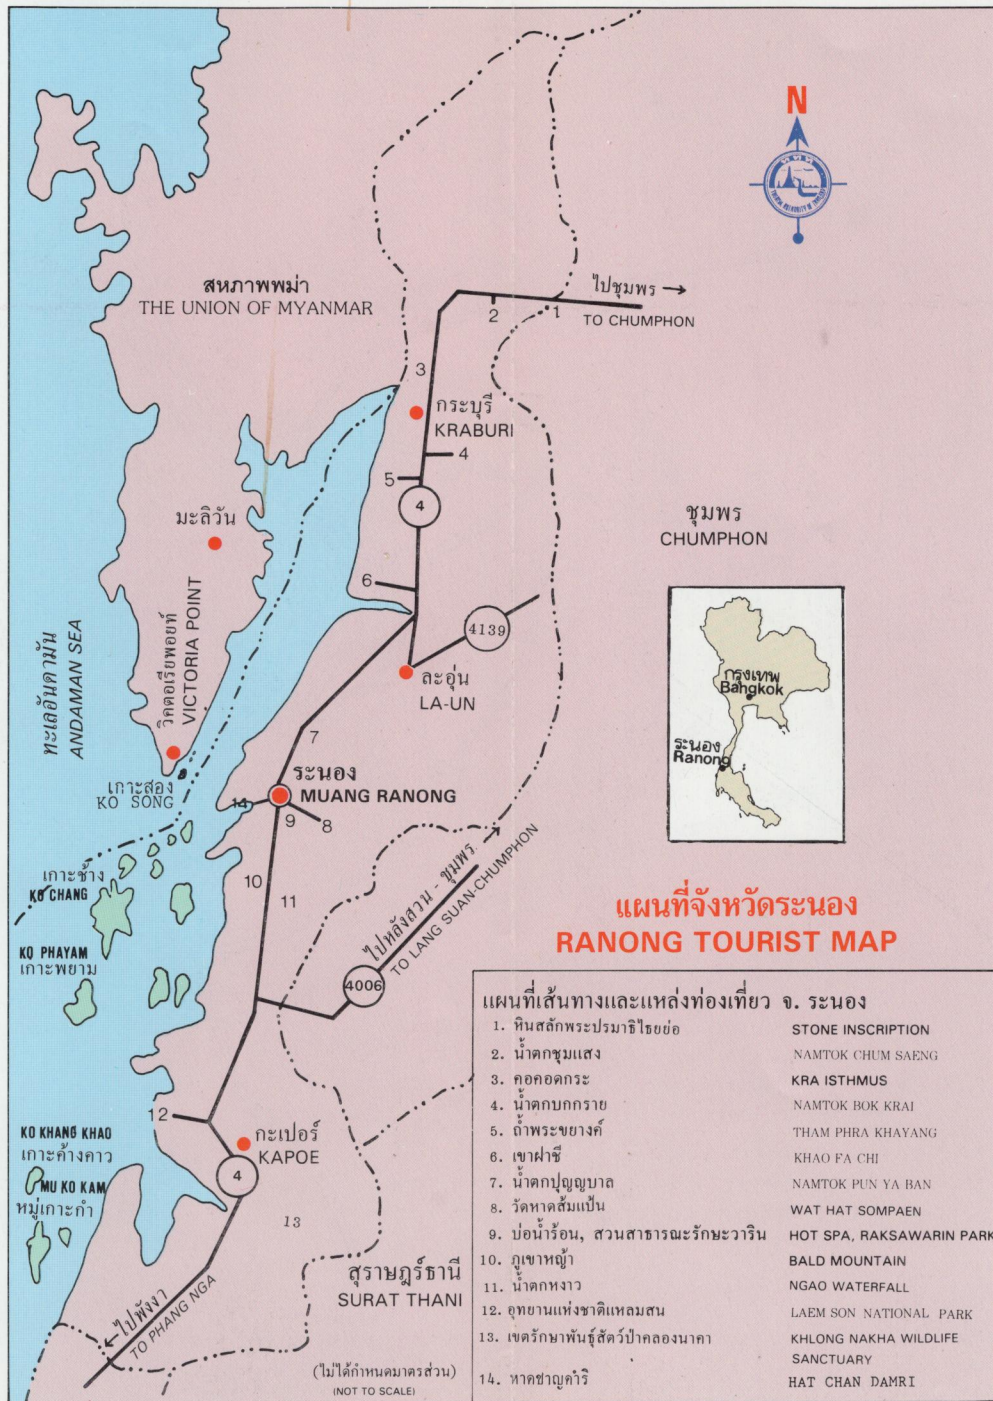 N
สหภาพพม่า
THE UNION OF MYANMAR
ไปชุมพร →
TO CHUMPHON
2
1
3
กระบุรี
KRABURI
4
5
4
มะลิวัน
ชุมพร
CHUMPHON
6
4139
ละอุ่น
LA-UN
ทะเลอันดามัน
ANDAMAN SEA
วิคตอเรียพอยท์
VICTORIA POINT
กรุงเทพ
Bangkok
ระนอง
Ranong
7
เกาะสอง
KO SONG
ระนอง
MUANG RANONG
14
9
8
เกาะช้าง
KO CHANG
10
11
ไปหลังสวน - ชุมพร
TO LANG SUAN-CHUMPHON
KO PHAYAM
เกาะพยาม
4006
แผนที่จังหวัดระนอง
RANONG TOURIST MAP
12
KO KHANG KHAO
เกาะค้างคาว
กะเปอร์
KAPOE
4
MU KO KAM
หมู่เกาะกำ
13
สุราษฎร์ธานี
SURAT THANI
← ไปพังงา
TO PHANG NGA
(ไม่ได้กำหนดมาตรส่วน)
(NOT TO SCALE)
แผนที่เส้นทางและแหล่งท่องเที่ยว จ. ระนอง
1. หินสลักพระปรมาธิไธยย่อ STONE INSCRIPTION
2. น้ำตกชุมแสง NAMTOK CHUM SAENG
3. คอคอดกระ KRA ISTHMUS
4. น้ำตกบกกราย NAMTOK BOK KRAI
5. ถ้ำพระขยางค์ THAM PHRA KHAYANG
6. เขาฝาชี KHAO FA CHI
7. น้ำตกปุญญบาล NAMTOK PUN YA BAN
8. วัดหาดส้มแป้น WAT HAT SOMPAEN
9. บ่อน้ำร้อน, สวนสาธารณะรักษะวาริน HOT SPA, RAKSAWARIN PARK
10. ภูเขาหญ้า BALD MOUNTAIN
11. น้ำตกหงาว NGAO WATERFALL
12. อุทยานแห่งชาติแหลมสน LAEM SON NATIONAL PARK
13. เขตรักษาพันธุ์สัตว์ป่าคลองนาคา KHLONG NAKHA WILDLIFE
SANCTUARY
14. หาดชาญดำริ HAT CHAN DAMRI